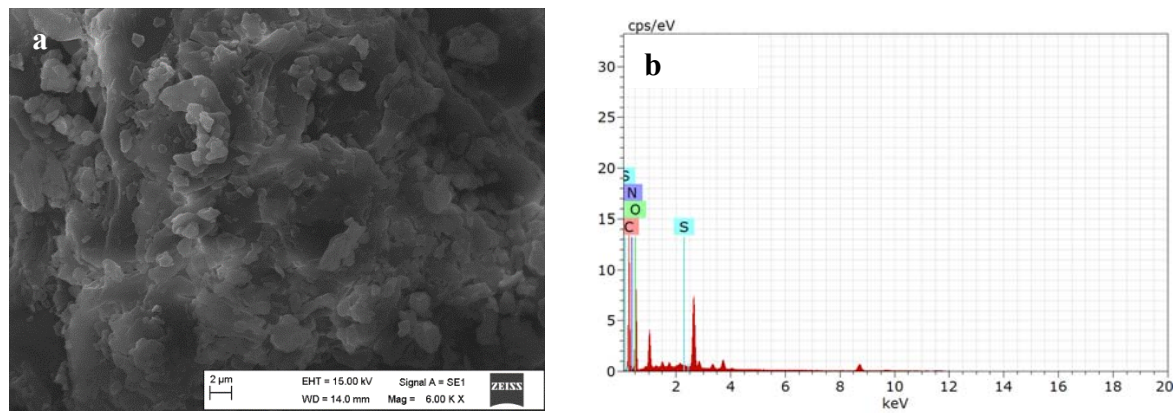 a
2 µm
EHT = 15.00 kV Signal A = SE1
WD = 14.0 mm Mag = 6.00 K X
ZEISS
b
cps/eV
30
25
20
15
10
5
0
S
N
O
C
S
2 4 6 8 10 12 14 16 18 20
keV